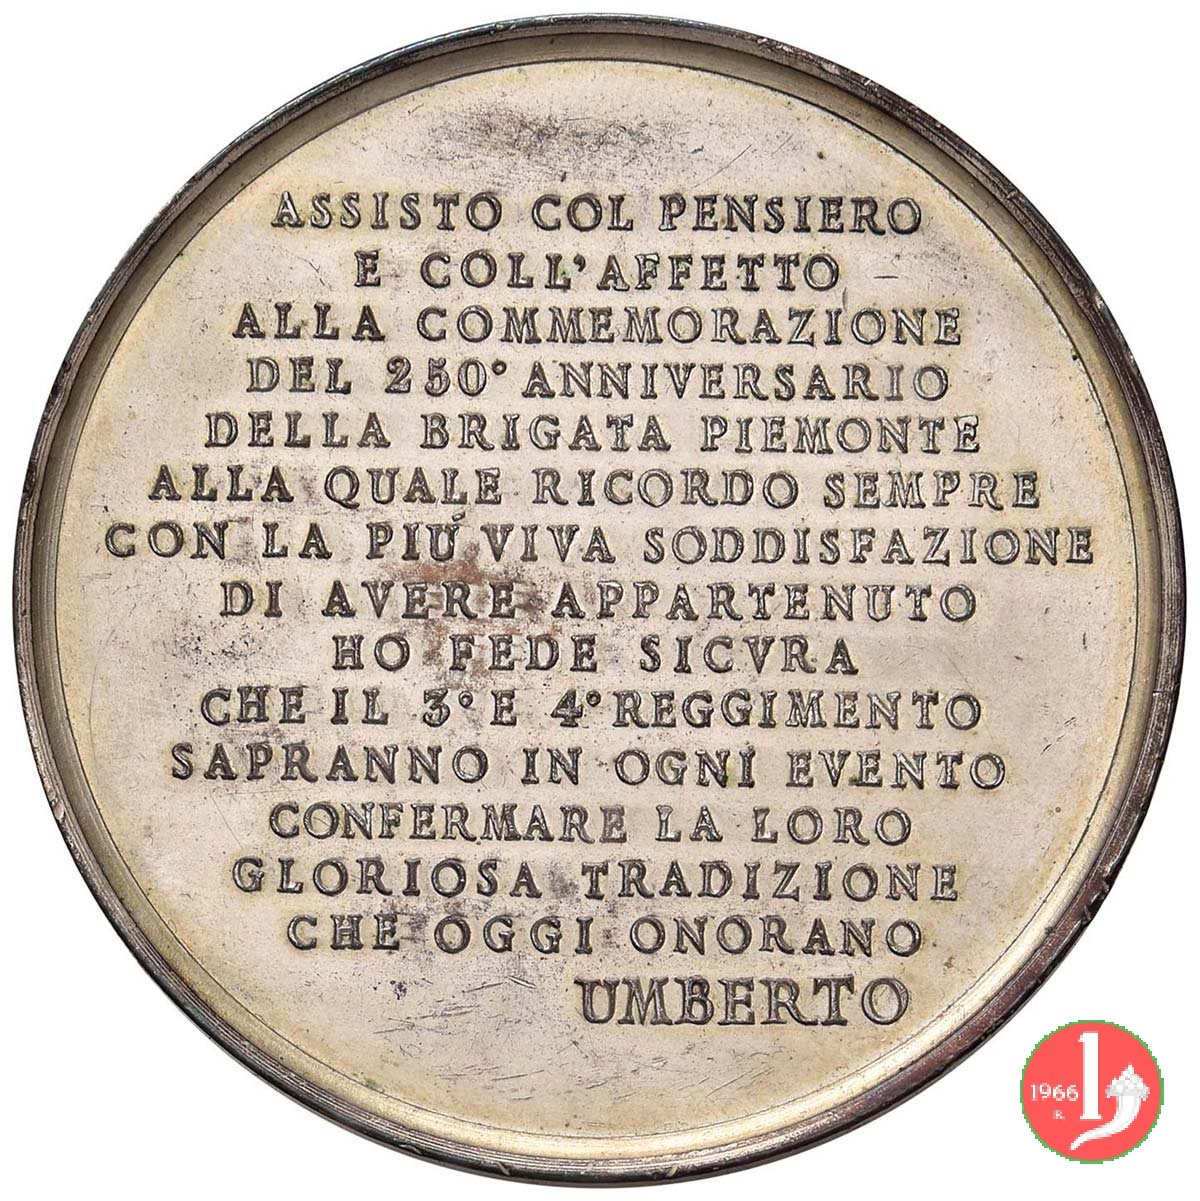 ASSISTO COL PENSIERO
E COLL'AFFETTO
ALLA COMMEMORAZIONE
DEL 250° ANNIVERSARIO
DELLA BRIGATA PIEMONTE
ALLA QUALE RICORDO SEMPRE
CON LA PIÚ VIVA SODDISFAZIONE
DI AVERE APPARTENUTO
HO FEDE SICVRA
CHE IL 3° E 4° REGGIMENTO
SAPRANNO IN OGNI EVENTO
CONFERMARE LA LORO
GLORIOSA TRADIZIONE
CHE OGGI ONORANO
UMBERTO
1966
R.